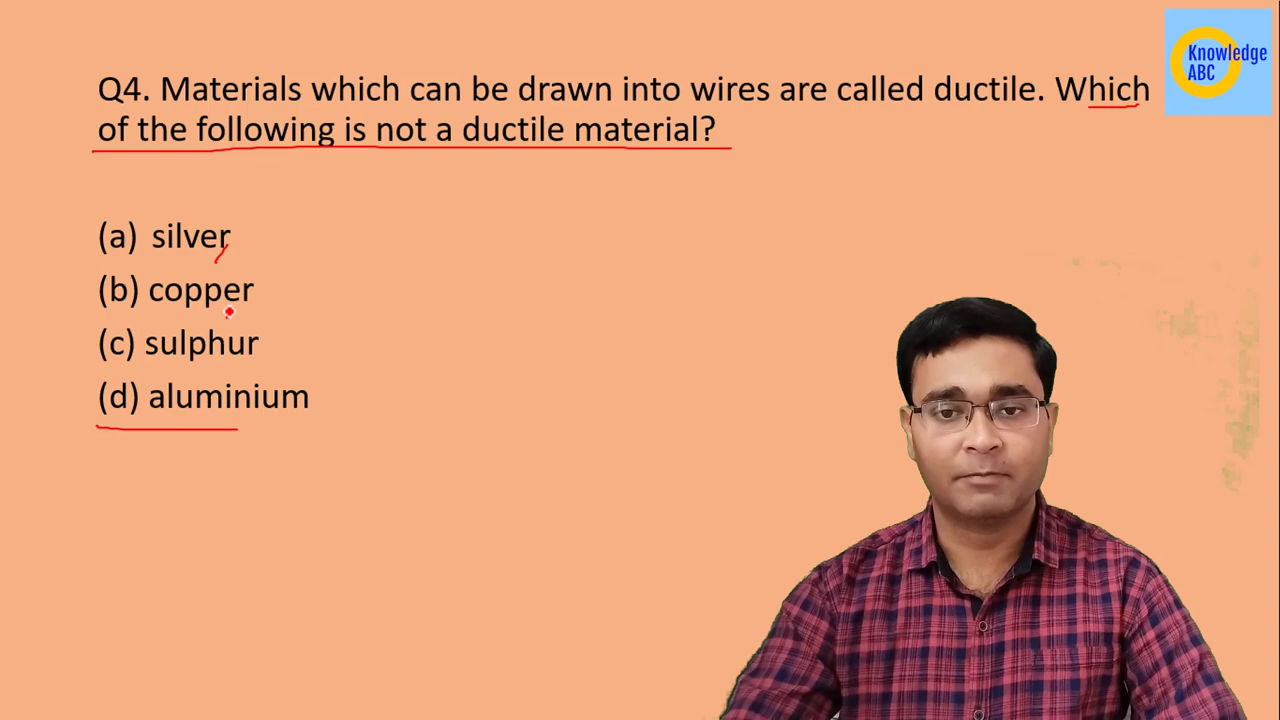 Knowledge
ABC
Q4. Materials which can be drawn into wires are called ductile. Which
of the following is not a ductile material?
(a) silver
(b) copper
(c) sulphur
(d) aluminium